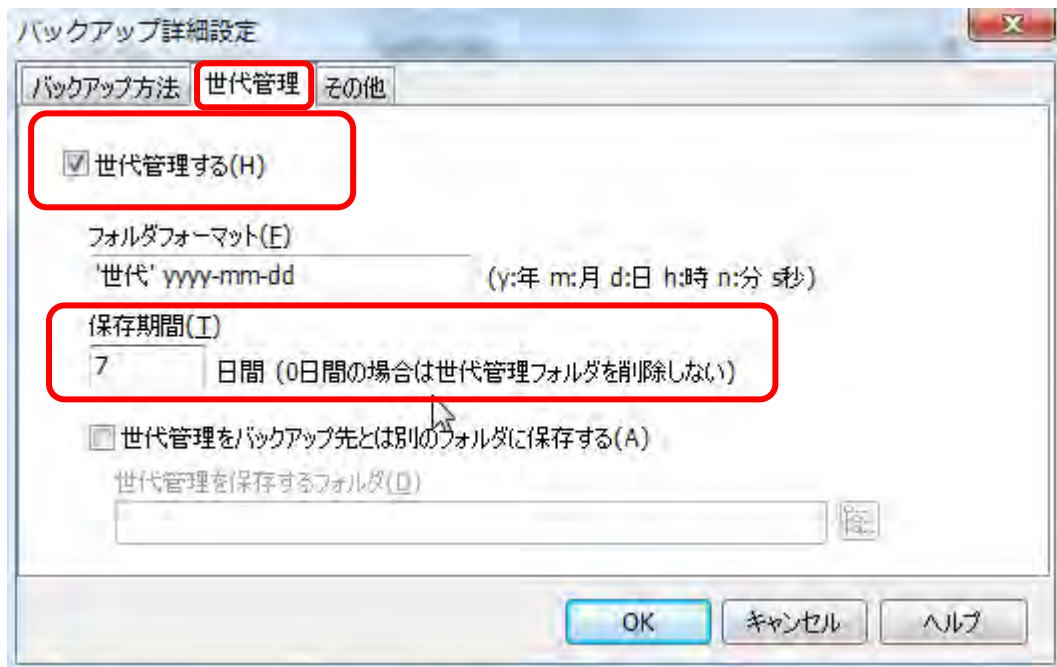 バックアップ詳細設定
バックアップ方法 世代管理 その他
世代管理する(H)
フォルダフォーマット(F)
'世代' yyyy-mm-dd (y:年 m:月 d:日 h:時 n:分 s秒)
保存期間(T)
7 日間 (0日間の場合は世代管理フォルダを削除しない)
世代管理をバックアップ先とは別のフォルダに保存する(A)
世代管理を保存するフォルダ(D)
OK キャンセル ヘルプ